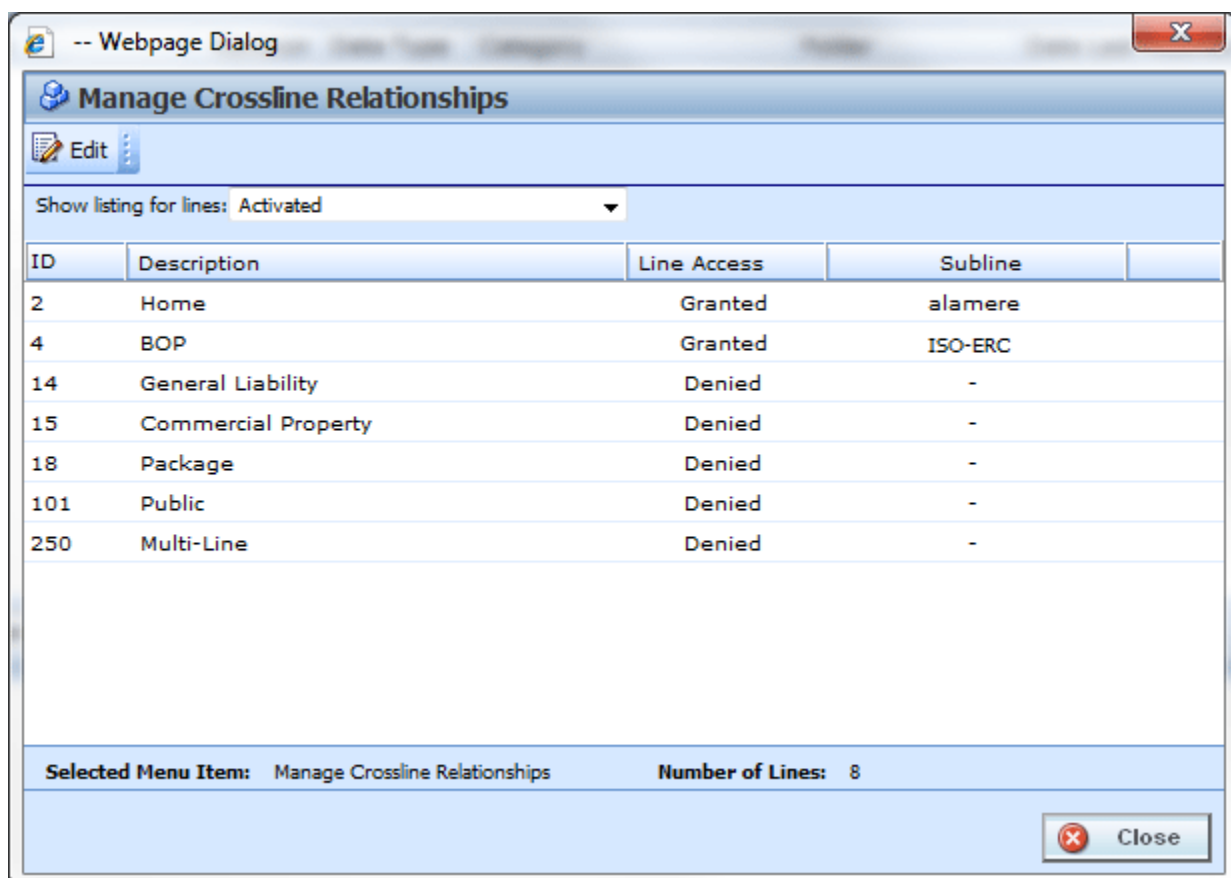 -- Webpage Dialog
Manage Crossline Relationships
Edit
Show listing for lines: Activated
ID Description Line Access Subline
2 Home Granted alamere
4 BOP Granted ISO-ERC
14 General Liability Denied -
15 Commercial Property Denied -
18 Package Denied -
101 Public Denied -
250 Multi-Line Denied -
Selected Menu Item: Manage Crossline Relationships Number of Lines: 8
Close